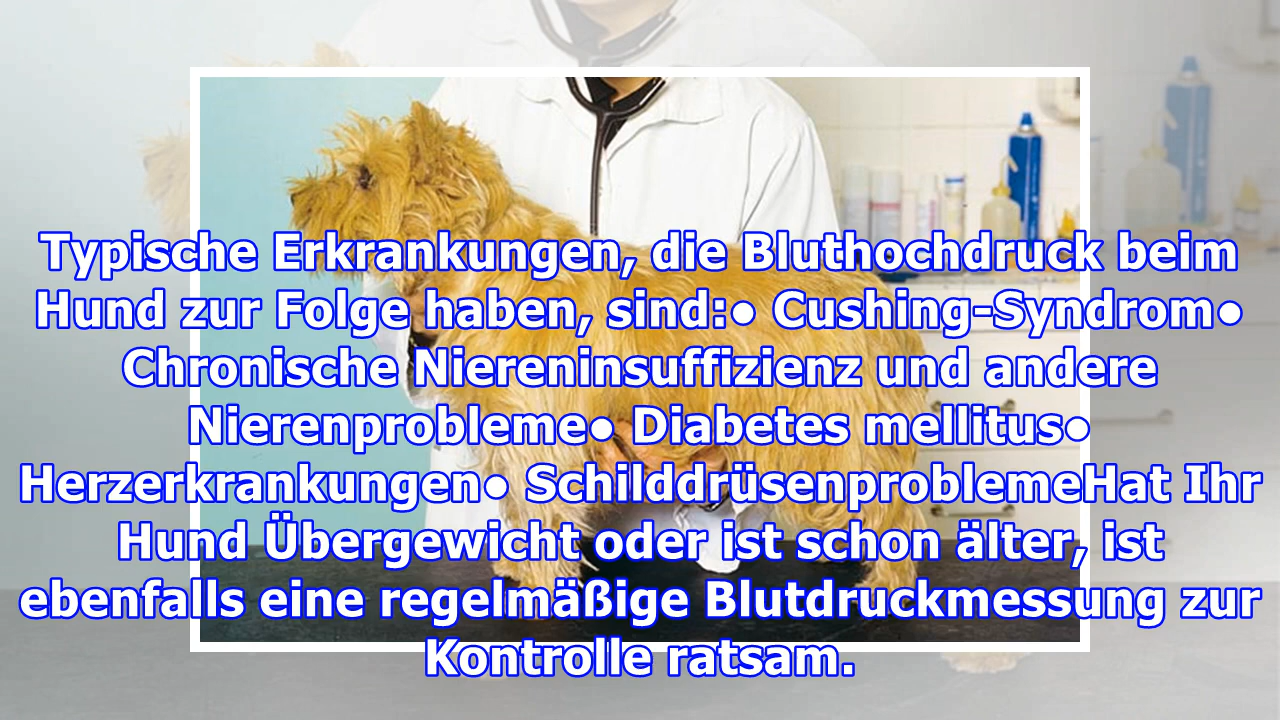 Typische Erkrankungen, die Bluthochdruck beim
Hund zur Folge haben, sind:● Cushing-Syndrom●
Chronische Niereninsuffizienz und andere
Nierenprobleme● Diabetes mellitus●
Herzerkrankungen● SchilddrüsenproblemeHat Ihr
Hund Übergewicht oder ist schon älter, ist
ebenfalls eine regelmäßige Blutdruckmessung zur
Kontrolle ratsam.